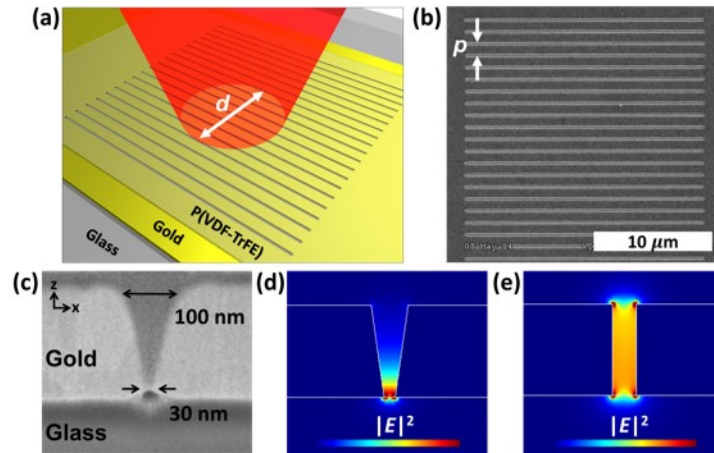 (a)
d
P(VDF-TrFE)
Gold
Glass
(b)
p
10 μm
(c)
z
x
100 nm
Gold
30 nm
Glass
(d)
|E|²
(e)
|E|²